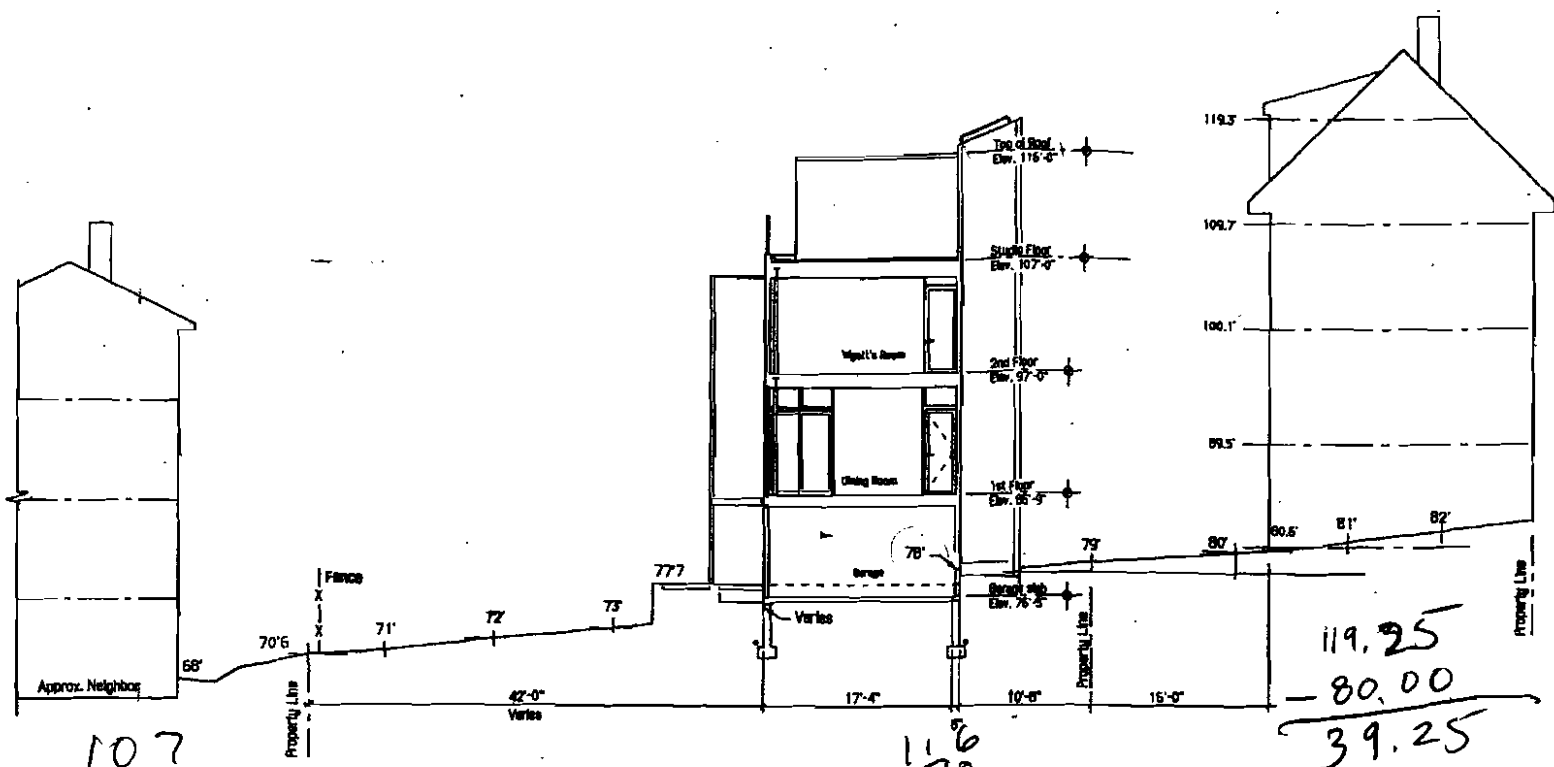 119.3'
Top of Roof
Elev. 116'-0"
109.7'
Studio Floor
Elev. 107'-0"
100.1'
Wyatt's Room
2nd Floor
Elev. 97'-0"
89.5'
Dining Room
1st Floor
Elev. 86'-9"
82'
81'
80.6'
80'
79'
78'
Garage
77'7
Fence
X
X
Garage slab
Elev. 76'-5"
Varies
73'
72'
71'
70'6
68'
Approx. Neighbor
Property Line
Property Line
Property Line
42'-0"
Varies
17'-4"
10'-8"
16'-0"
119.25
- 80.00
39.25
107
116